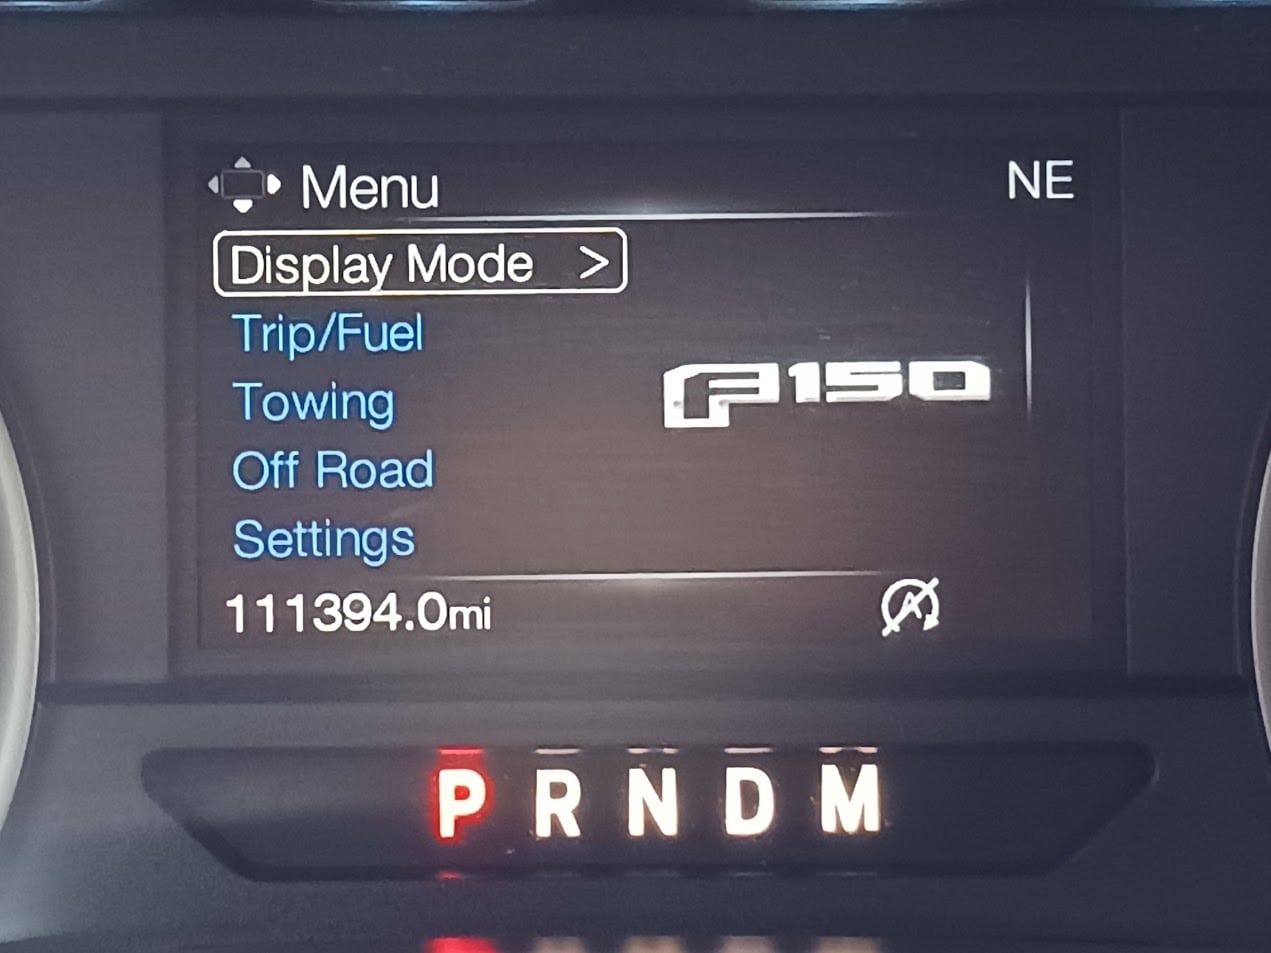 Menu NE
Display Mode >
Trip/Fuel
Towing
F150
Off Road
Settings
111394.0mi A
P R N D M